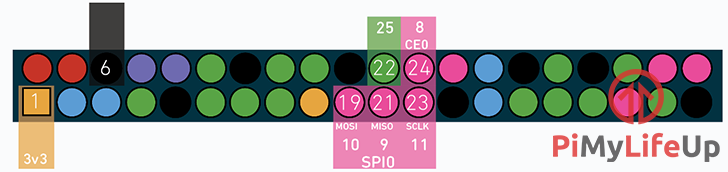 25 8
CE0
6 22 24
1 19 21 23
MOSI MISO SCLK
10 9 11
3v3 SPI0
PiMyLifeUp